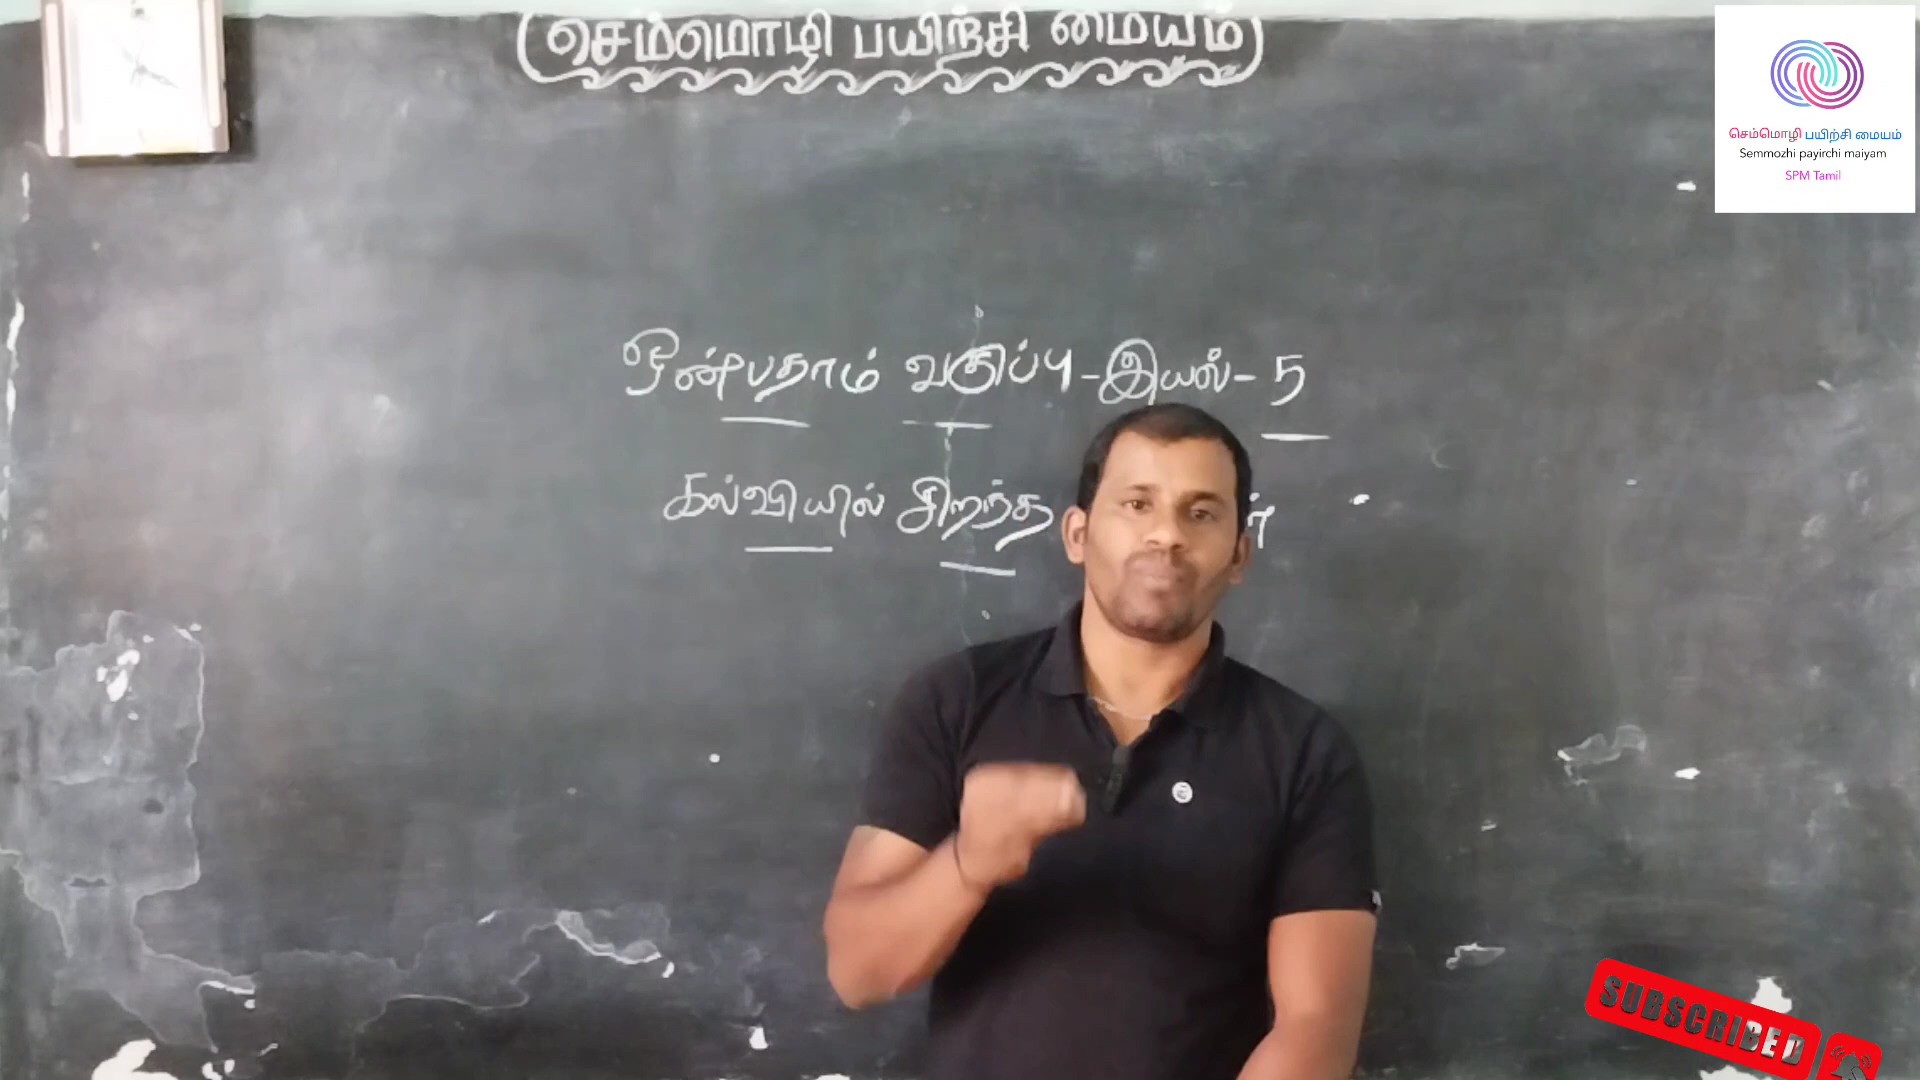 (செம்மொழி பயிற்சி மையம்)
செம்மொழி பயிற்சி மையம்
Semmozhi payirchi maiyam
SPM Tamil
ஒன்பதாம் வகுப்பு - இயல் - 5
கல்வியில் சிறந்த
SUBSCRIBED